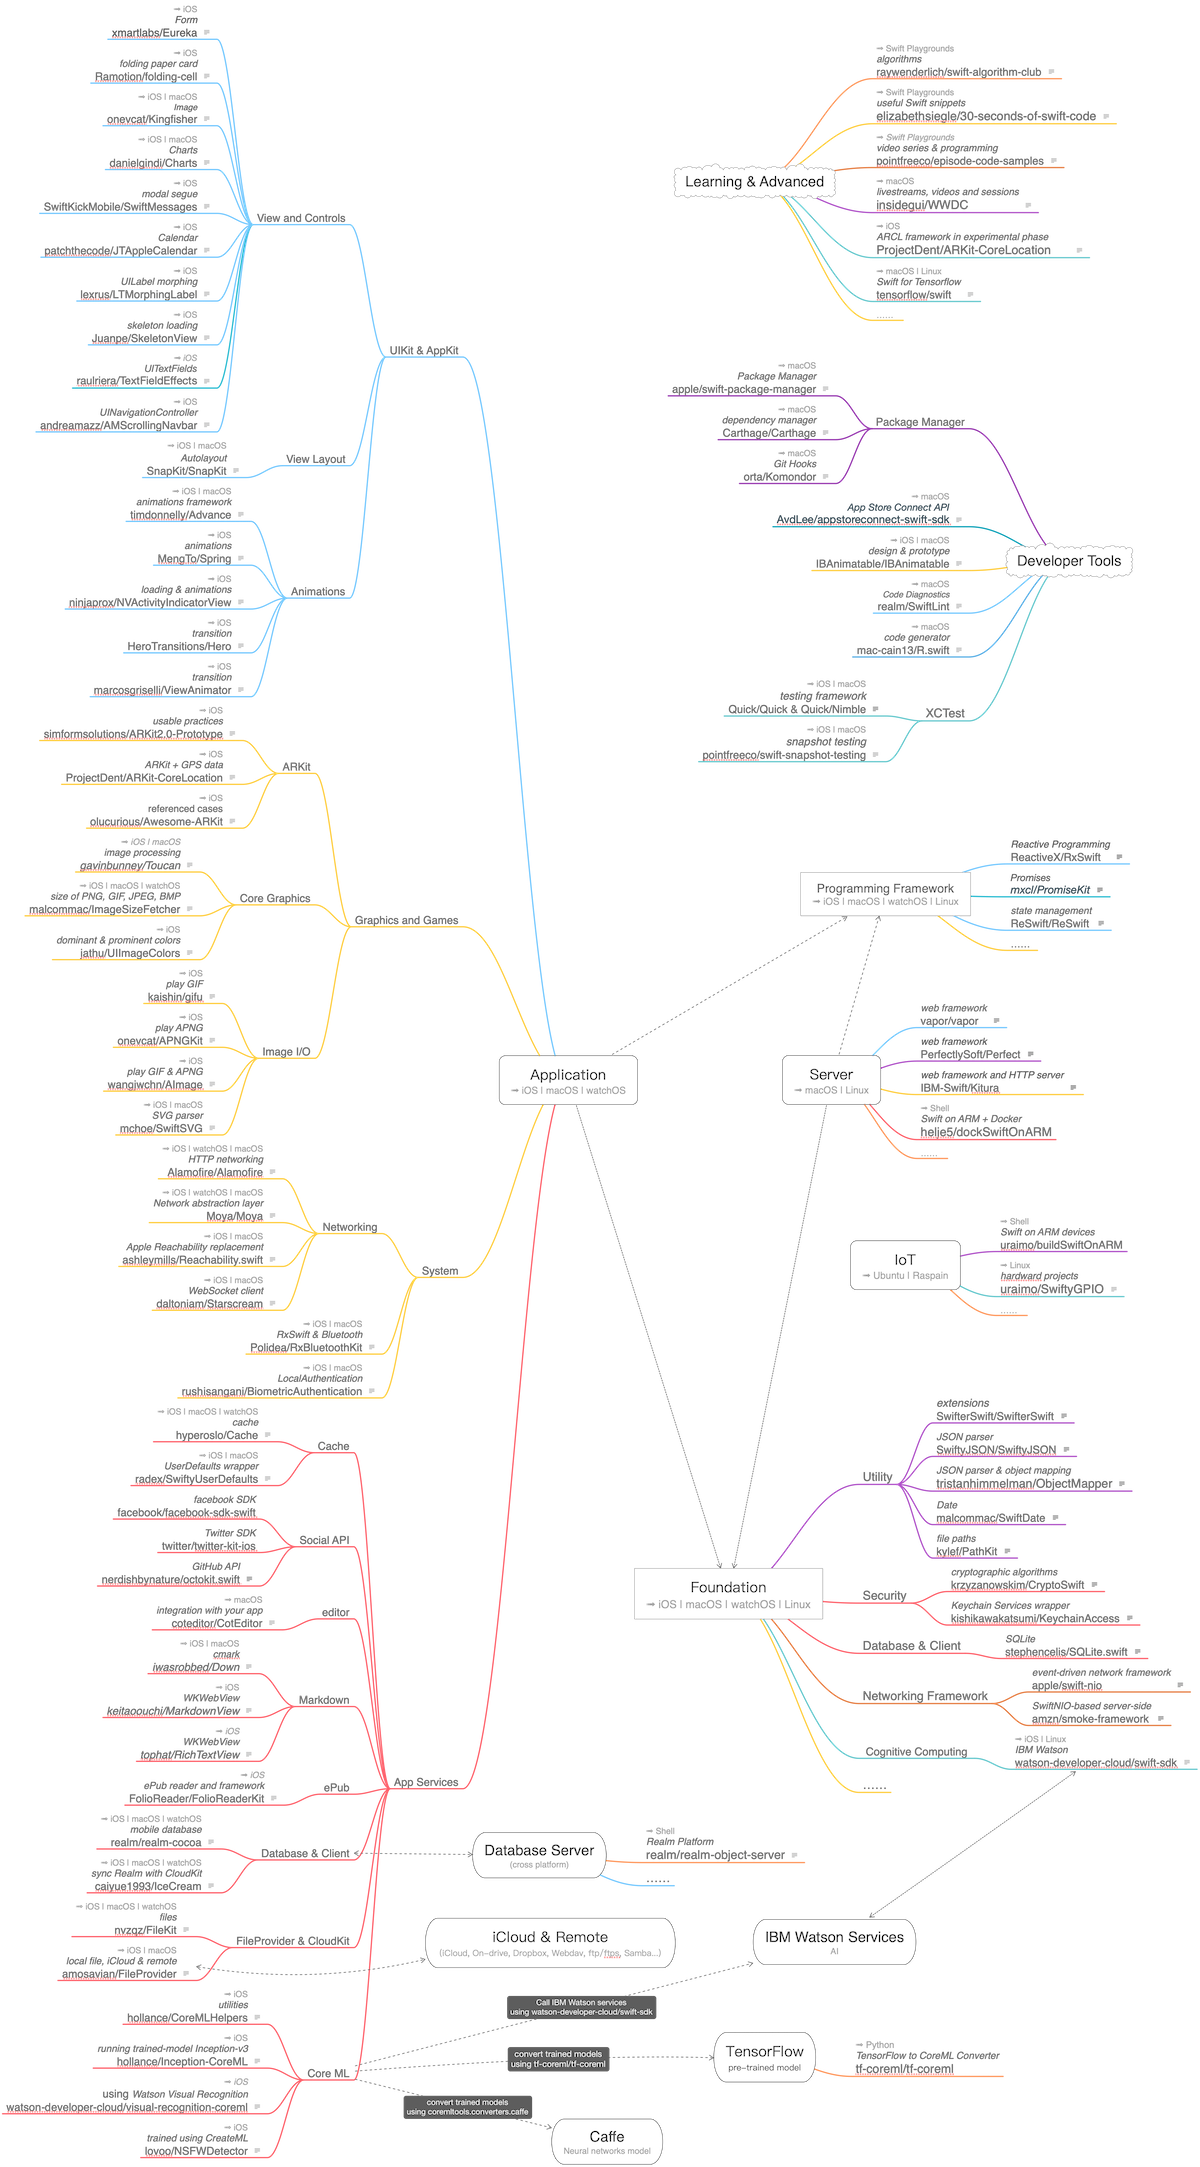 ➟ iOS
Form
xmartlabs/Eureka
➟ iOS
folding paper card
Ramotion/folding-cell
➟ iOS | macOS
Image
onevcat/Kingfisher
➟ iOS | macOS
Charts
danielgindi/Charts
➟ iOS
modal segue
SwiftKickMobile/SwiftMessages
➟ iOS
Calendar
patchthecode/JTAppleCalendar
➟ iOS
UILabel morphing
lexrus/LTMorphingLabel
➟ iOS
skeleton loading
Juanpe/SkeletonView
➟ iOS
UITextFields
raulriera/TextFieldEffects
➟ iOS
UINavigationController
andreamazz/AMScrollingNavbar
View and Controls
➟ iOS | macOS
Autolayout
SnapKit/SnapKit
View Layout
➟ iOS | macOS
animations framework
timdonnelly/Advance
➟ iOS
animations
MengTo/Spring
➟ iOS
loading & animations
ninjaprox/NVActivityIndicatorView
➟ iOS
transition
HeroTransitions/Hero
➟ iOS
transition
marcosgriselli/ViewAnimator
Animations
UIKit & AppKit
➟ iOS
usable practices
simformsolutions/ARKit2.0-Prototype
➟ iOS
ARKit + GPS data
ProjectDent/ARKit-CoreLocation
➟ iOS
referenced cases
olucurious/Awesome-ARKit
ARKit
➟ iOS | macOS
image processing
gavinbunney/Toucan
➟ iOS | macOS | watchOS
size of PNG, GIF, JPEG, BMP
malcommac/ImageSizeFetcher
➟ iOS
dominant & prominent colors
jathu/UIImageColors
Core Graphics
➟ iOS
play GIF
kaishin/gifu
➟ iOS
play APNG
onevcat/APNGKit
➟ iOS
play GIF & APNG
wangjwchn/AImage
➟ iOS | macOS
SVG parser
mchoe/SwiftSVG
Image I/O
Graphics and Games
➟ iOS | watchOS | macOS
HTTP networking
Alamofire/Alamofire
➟ iOS | watchOS | macOS
Network abstraction layer
Moya/Moya
➟ iOS | macOS
Apple Reachability replacement
ashleymills/Reachability.swift
➟ iOS | macOS
WebSocket client
daltoniam/Starscream
Networking
➟ iOS | macOS
RxSwift & Bluetooth
Polidea/RxBluetoothKit
➟ iOS | macOS
LocalAuthentication
rushisangani/BiometricAuthentication
System
➟ iOS | macOS | watchOS
cache
hyperoslo/Cache
➟ iOS | macOS
UserDefaults wrapper
radex/SwiftyUserDefaults
Cache
facebook SDK
facebook/facebook-sdk-swift
Twitter SDK
twitter/twitter-kit-ios
GitHub API
nerdishbynature/octokit.swift
Social API
➟ macOS
integration with your app
coteditor/CotEditor
editor
➟ iOS | macOS
cmark
iwasrobbed/Down
➟ iOS
WKWebView
keitaoouchi/MarkdownView
➟ iOS
WKWebView
tophat/RichTextView
Markdown
➟ iOS
ePub reader and framework
FolioReader/FolioReaderKit
ePub
➟ iOS | macOS | watchOS
mobile database
realm/realm-cocoa
➟ iOS | macOS | watchOS
sync Realm with CloudKit
caiyue1993/IceCream
Database & Client
➟ iOS | macOS | watchOS
files
nvzqz/FileKit
➟ iOS | macOS
local file, iCloud & remote
amosavian/FileProvider
FileProvider & CloudKit
➟ iOS
utilities
hollance/CoreMLHelpers
➟ iOS
running trained-model Inception-v3
hollance/Inception-CoreML
➟ iOS
using Watson Visual Recognition
watson-developer-cloud/visual-recognition-coreml
➟ iOS
trained using CreateML
lovoo/NSFWDetector
Core ML
App Services
Application
➟ iOS | macOS | watchOS
Learning & Advanced
➟ Swift Playgrounds
algorithms
raywenderlich/swift-algorithm-club
➟ Swift Playgrounds
useful Swift snippets
elizabethsiegle/30-seconds-of-swift-code
➟ Swift Playgrounds
video series & programming
pointfreeco/episode-code-samples
➟ macOS
livestreams, videos and sessions
insidegui/WWDC
➟ iOS
ARCL framework in experimental phase
ProjectDent/ARKit-CoreLocation
➟ macOS | Linux
Swift for Tensorflow
tensorflow/swift
......
➟ macOS
Package Manager
apple/swift-package-manager
➟ macOS
dependency manager
Carthage/Carthage
➟ macOS
Git Hooks
orta/Komondor
Package Manager
➟ macOS
App Store Connect API
AvdLee/appstoreconnect-swift-sdk
➟ iOS | macOS
design & prototype
IBAnimatable/IBAnimatable
➟ macOS
Code Diagnostics
realm/SwiftLint
➟ macOS
code generator
mac-cain13/R.swift
➟ iOS | macOS
testing framework
Quick/Quick & Quick/Nimble
➟ iOS | macOS
snapshot testing
pointfreeco/swift-snapshot-testing
XCTest
Developer Tools
Programming Framework
➟ iOS | macOS | watchOS | Linux
Reactive Programming
ReactiveX/RxSwift
Promises
mxcl/PromiseKit
state management
ReSwift/ReSwift
......
Server
➟ macOS | Linux
web framework
vapor/vapor
web framework
PerfectlySoft/Perfect
web framework and HTTP server
IBM-Swift/Kitura
➟ Shell
Swift on ARM + Docker
helje5/dockSwiftOnARM
......
IoT
➟ Ubuntu | Raspain
➟ Shell
Swift on ARM devices
uraimo/buildSwiftOnARM
➟ Linux
hardward projects
uraimo/SwiftyGPIO
......
Foundation
➟ iOS | macOS | watchOS | Linux
Utility
extensions
SwifterSwift/SwifterSwift
JSON parser
SwiftyJSON/SwiftyJSON
JSON parser & object mapping
tristanhimmelman/ObjectMapper
Date
malcommac/SwiftDate
file paths
kylef/PathKit
Security
cryptographic algorithms
krzyzanowskim/CryptoSwift
Keychain Services wrapper
kishikawakatsumi/KeychainAccess
Database & Client
SQLite
stephencelis/SQLite.swift
Networking Framework
event-driven network framework
apple/swift-nio
SwiftNIO-based server-side
amzn/smoke-framework
Cognitive Computing
➟ iOS | Linux
IBM Watson
watson-developer-cloud/swift-sdk
......
Database Server
(cross platform)
➟ Shell
Realm Platform
realm/realm-object-server
......
iCloud & Remote
(iCloud, On-drive, Dropbox, Webdav, ftp/ftps, Samba...)
IBM Watson Services
AI
Call IBM Watson services
using watson-developer-cloud/swift-sdk
convert trained models
using tf-coreml/tf-coreml
TensorFlow
pre-trained model
➟ Python
TensorFlow to CoreML Converter
tf-coreml/tf-coreml
convert trained models
using coremltools.converters.caffe
Caffe
Neural networks model